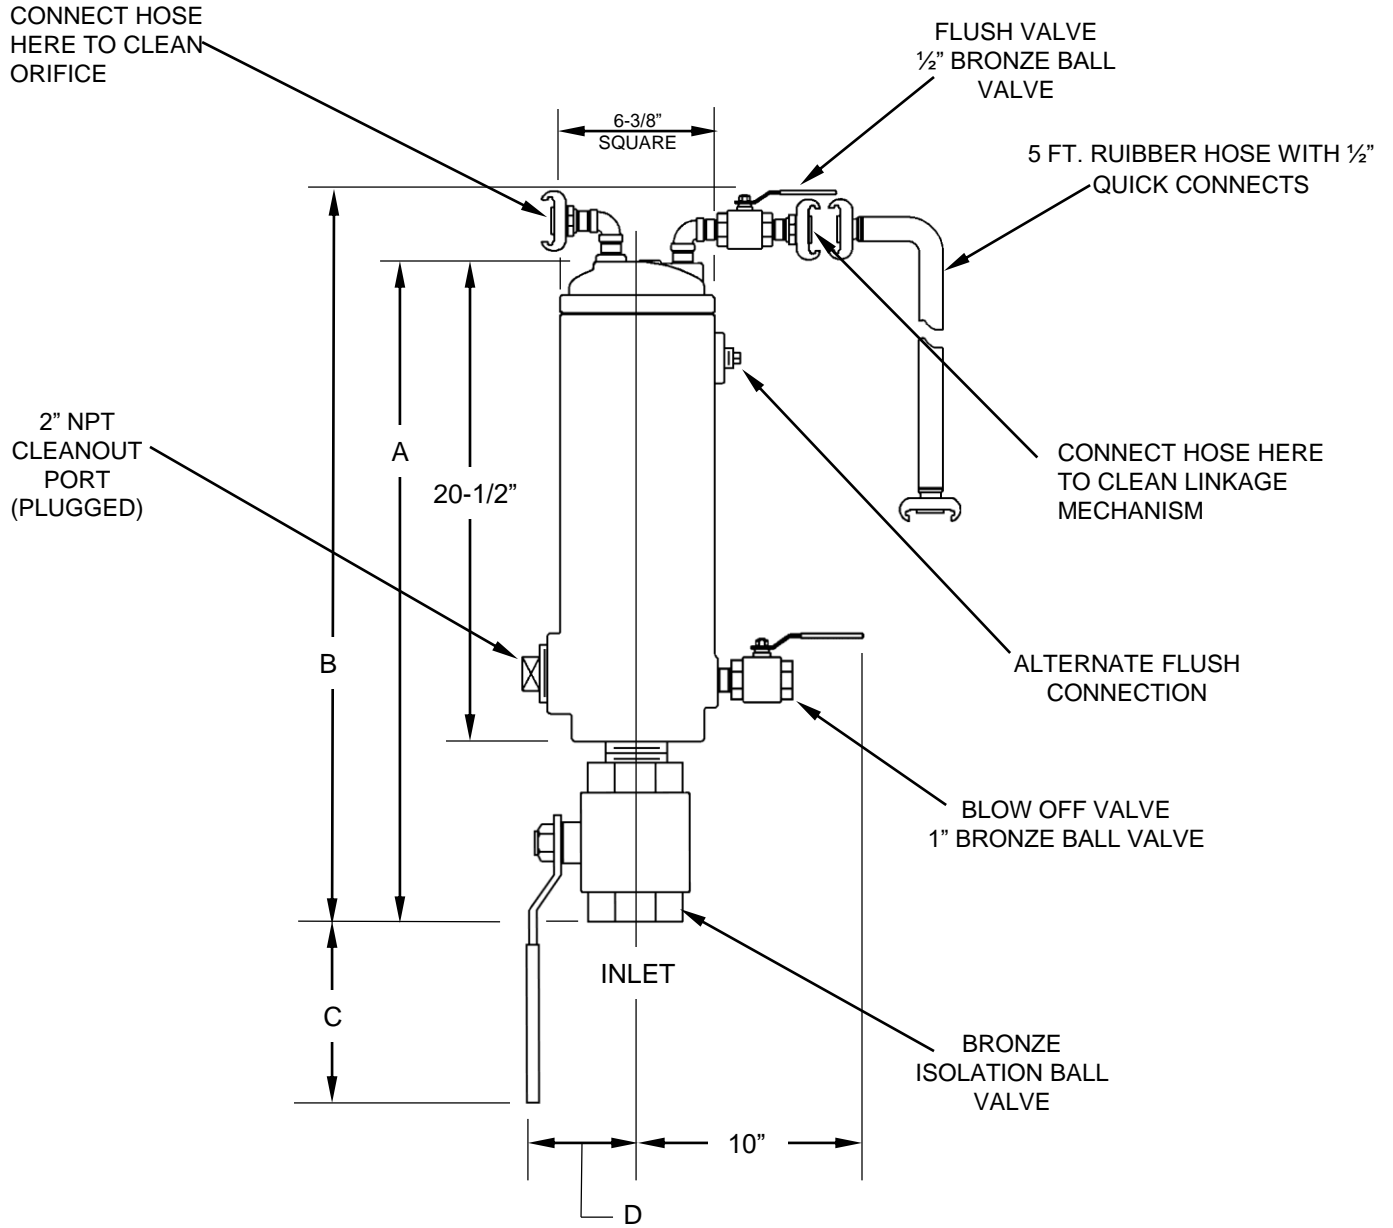 CONNECT HOSE
HERE TO CLEAN
ORIFICE
FLUSH VALVE
½” BRONZE BALL
VALVE
6-3/8”
SQUARE
5 FT. RUIBBER HOSE WITH ½”
QUICK CONNECTS
2” NPT
CLEANOUT
PORT
(PLUGGED)
A
20-1/2”
CONNECT HOSE HERE
TO CLEAN LINKAGE
MECHANISM
B
ALTERNATE FLUSH
CONNECTION
BLOW OFF VALVE
1” BRONZE BALL VALVE
INLET
C
BRONZE
ISOLATION BALL
VALVE
10”
D